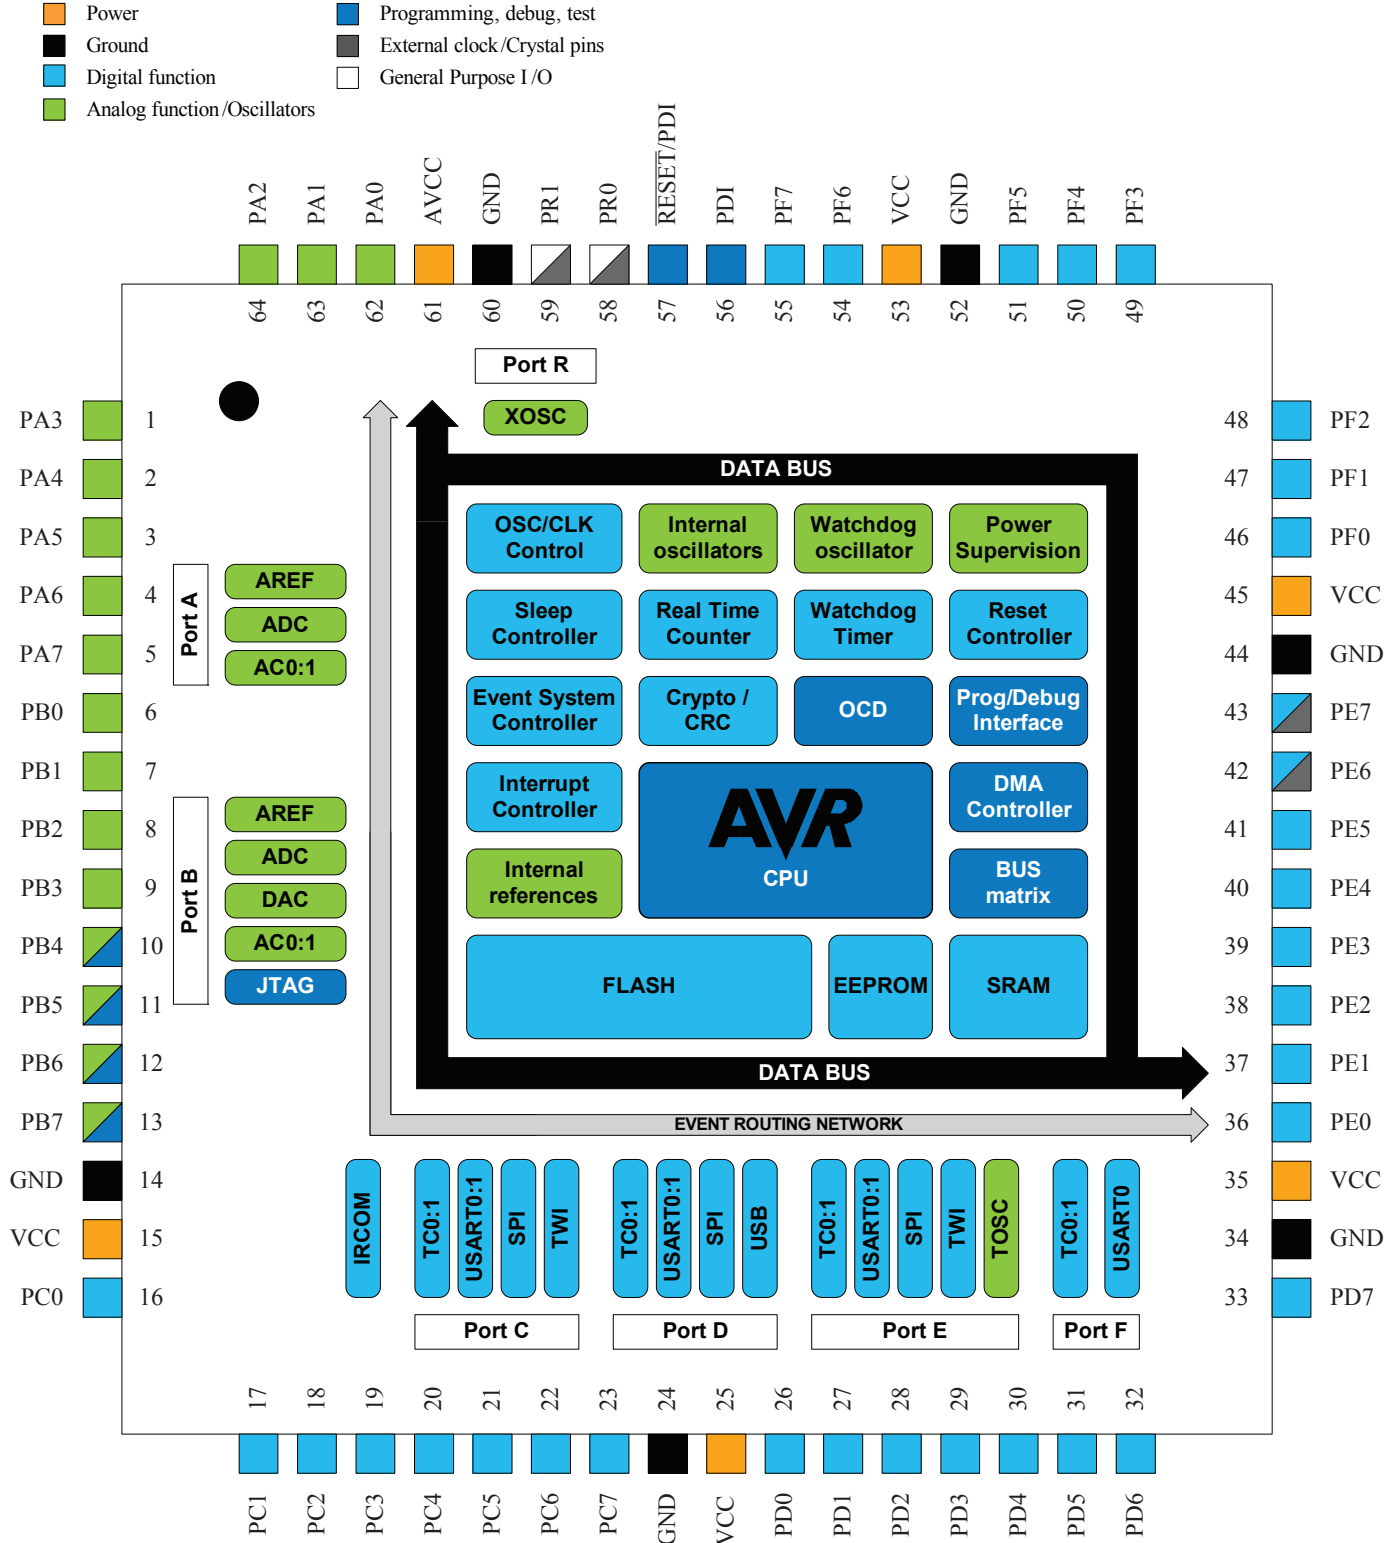 Power
Ground
Digital function
Analog function/Oscillators
Programming, debug, test
External clock/Crystal pins
General Purpose I/O
PA2
PA1
PA0
AVCC
GND
PR1
PR0
RESET/PDI
PDI
PF7
PF6
VCC
GND
PF5
PF4
PF3
64
63
62
61
60
59
58
57
56
55
54
53
52
51
50
49
PA3 1
PA4 2
PA5 3
PA6 4
PA7 5
PB0 6
PB1 7
PB2 8
PB3 9
PB4 10
PB5 11
PB6 12
PB7 13
GND 14
VCC 15
PC0 16
Port A
AREF
ADC
AC0:1
Port B
AREF
ADC
DAC
AC0:1
JTAG
Port R
XOSC
DATA BUS
OSC/CLK
Control
Internal
oscillators
Watchdog
oscillator
Power
Supervision
Sleep
Controller
Real Time
Counter
Watchdog
Timer
Reset
Controller
Event System
Controller
Crypto /
CRC
OCD
Prog/Debug
Interface
Interrupt
Controller
AVR
CPU
DMA
Controller
Internal
references
BUS
matrix
FLASH
EEPROM
SRAM
DATA BUS
EVENT ROUTING NETWORK
IRCOM
TC0:1
USART0:1
SPI
TWI
Port C
TC0:1
USART0:1
SPI
USB
Port D
TC0:1
USART0:1
SPI
TWI
TOSC
Port E
TC0:1
USART0
Port F
48 PF2
47 PF1
46 PF0
45 VCC
44 GND
43 PE7
42 PE6
41 PE5
40 PE4
39 PE3
38 PE2
37 PE1
36 PE0
35 VCC
34 GND
33 PD7
17
18
19
20
21
22
23
24
25
26
27
28
29
30
31
32
PC1
PC2
PC3
PC4
PC5
PC6
PC7
GND
VCC
PD0
PD1
PD2
PD3
PD4
PD5
PD6